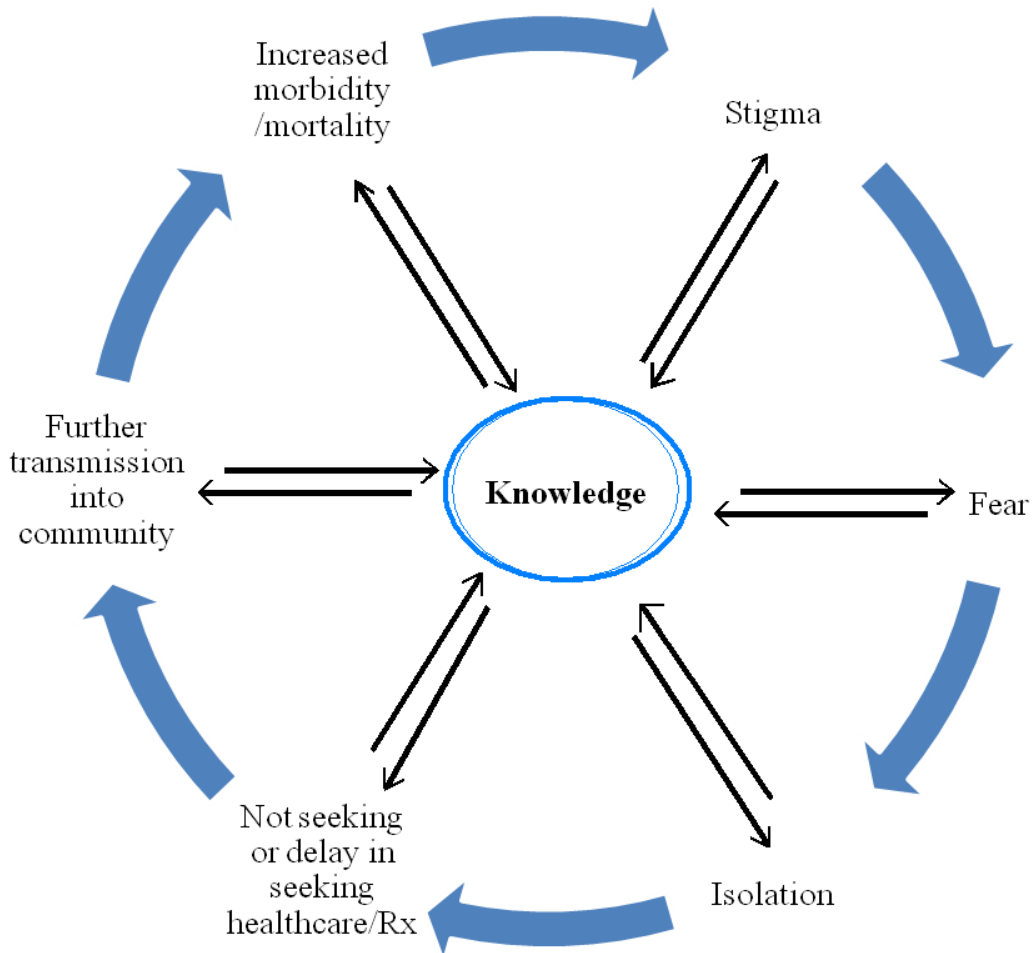 Increased
morbidity
/mortality
Stigma
Further
transmission
into
community
Knowledge
Fear
Not seeking
or delay in
seeking
healthcare/Rx
Isolation